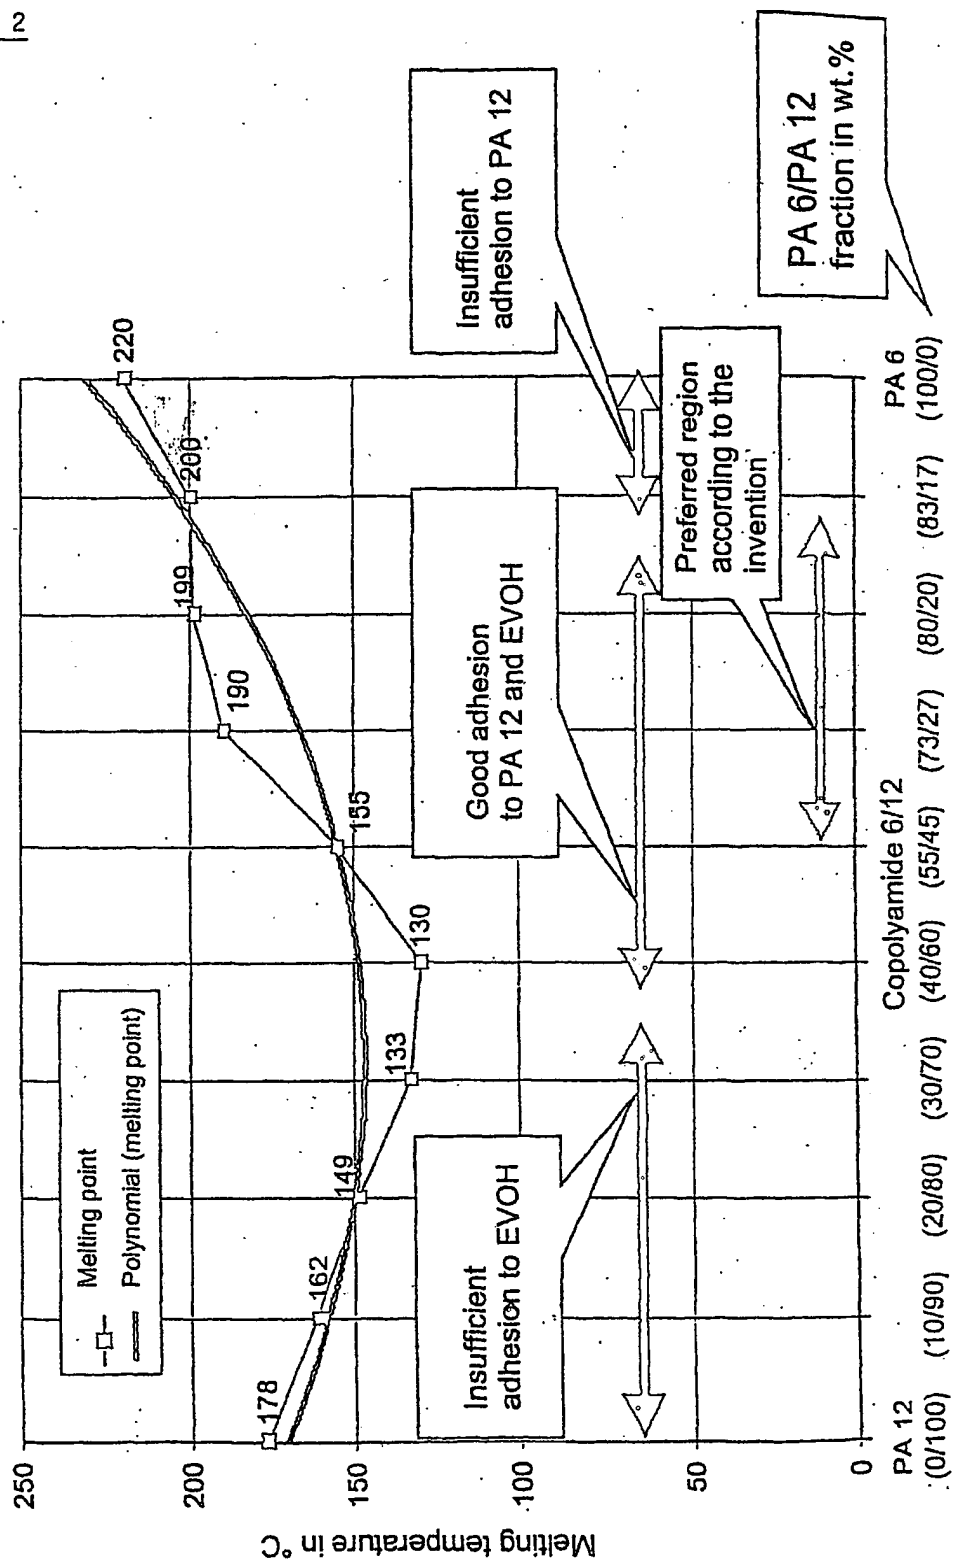 2
Melting temperature in °C
250
200
150
100
50
0
Melting point
Polynomial (melting point)
178
162
149
133
130
155
190
199
200
220
Insufficient
adhesion to EVOH
Good adhesion
to PA 12 and EVOH
Insufficient
adhesion to PA 12
Preferred region
according to the
invention
PA 6/PA 12
fraction in wt.%
PA 12
Copolyamide 6/12
PA 6
(0/100)
(10/90)
(20/80)
(30/70)
(40/60)
(55/45)
(73/27)
(80/20)
(83/17)
(100/0)